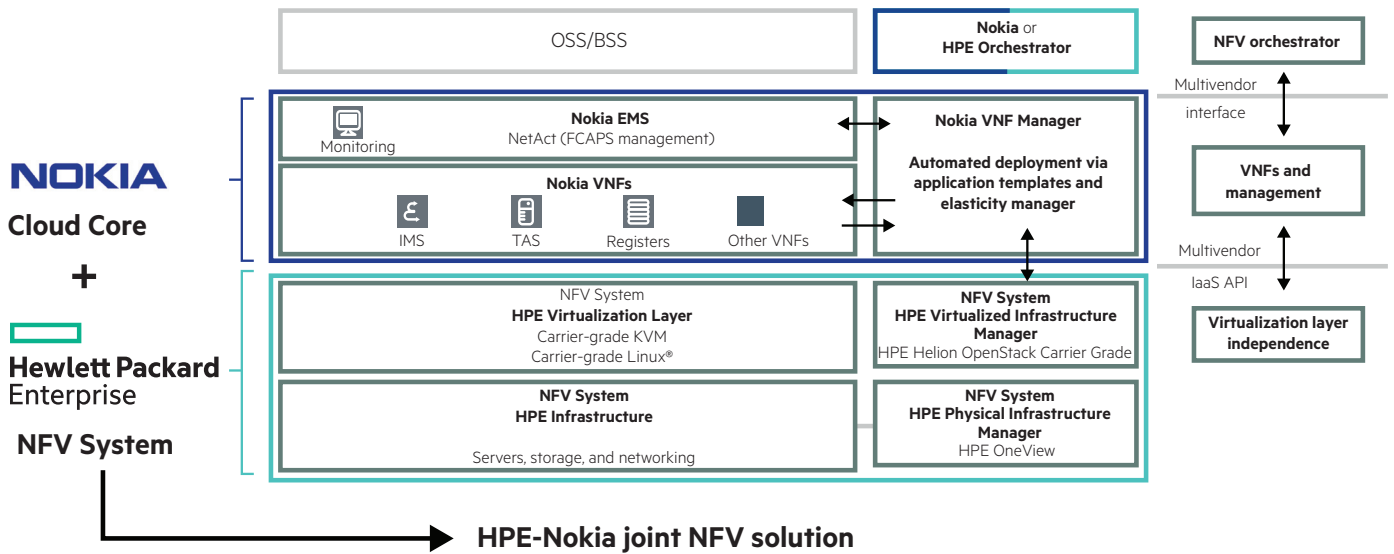 OSS/BSS
Nokia or
HPE Orchestrator
NFV orchestrator
Multivendor
interface
NOKIA
Cloud Core
+
Hewlett Packard
Enterprise
NFV System
Nokia EMS
NetAct (FCAPS management)
Monitoring
Nokia VNFs
IMS
TAS
Registers
Other VNFs
Nokia VNF Manager
Automated deployment via
application templates and
elasticity manager
VNFs and
management
Multivendor
IaaS API
NFV System
HPE Virtualization Layer
Carrier-grade KVM
Carrier-grade Linux®
NFV System
HPE Virtualized Infrastructure
Manager
HPE Helion OpenStack Carrier Grade
Virtualization layer
independence
NFV System
HPE Infrastructure
Servers, storage, and networking
NFV System
HPE Physical Infrastructure
Manager
HPE OneView
HPE-Nokia joint NFV solution